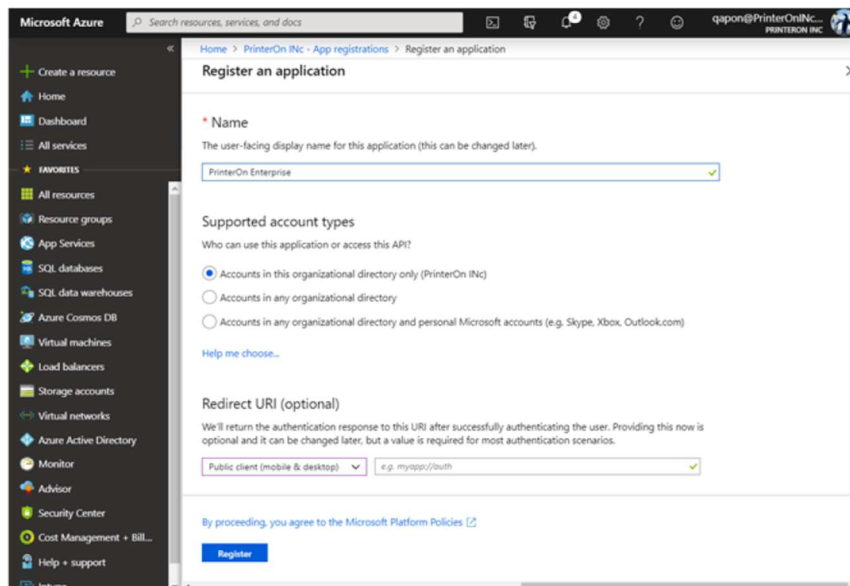 Microsoft Azure
Search resources, services, and docs
4
qapon@PrinterOnINc...
PRINTERON INC
Create a resource
Home
Dashboard
All services
FAVORITES
All resources
Resource groups
App Services
SQL databases
SQL data warehouses
Azure Cosmos DB
Virtual machines
Load balancers
Storage accounts
Virtual networks
Azure Active Directory
Monitor
Advisor
Security Center
Cost Management + Bill...
Help + support
Intune
Home > PrinterOn INc - App registrations > Register an application
Register an application
* Name
The user-facing display name for this application (this can be changed later).
PrinterOn Enterprise
Supported account types
Who can use this application or access this API?
Accounts in this organizational directory only (PrinterOn INc)
Accounts in any organizational directory
Accounts in any organizational directory and personal Microsoft accounts (e.g. Skype, Xbox, Outlook.com)
Help me choose...
Redirect URI (optional)
We'll return the authentication response to this URI after successfully authenticating the user. Providing this now is
optional and it can be changed later, but a value is required for most authentication scenarios.
Public client (mobile & desktop)
e.g. myapp://auth
By proceeding, you agree to the Microsoft Platform Policies
Register